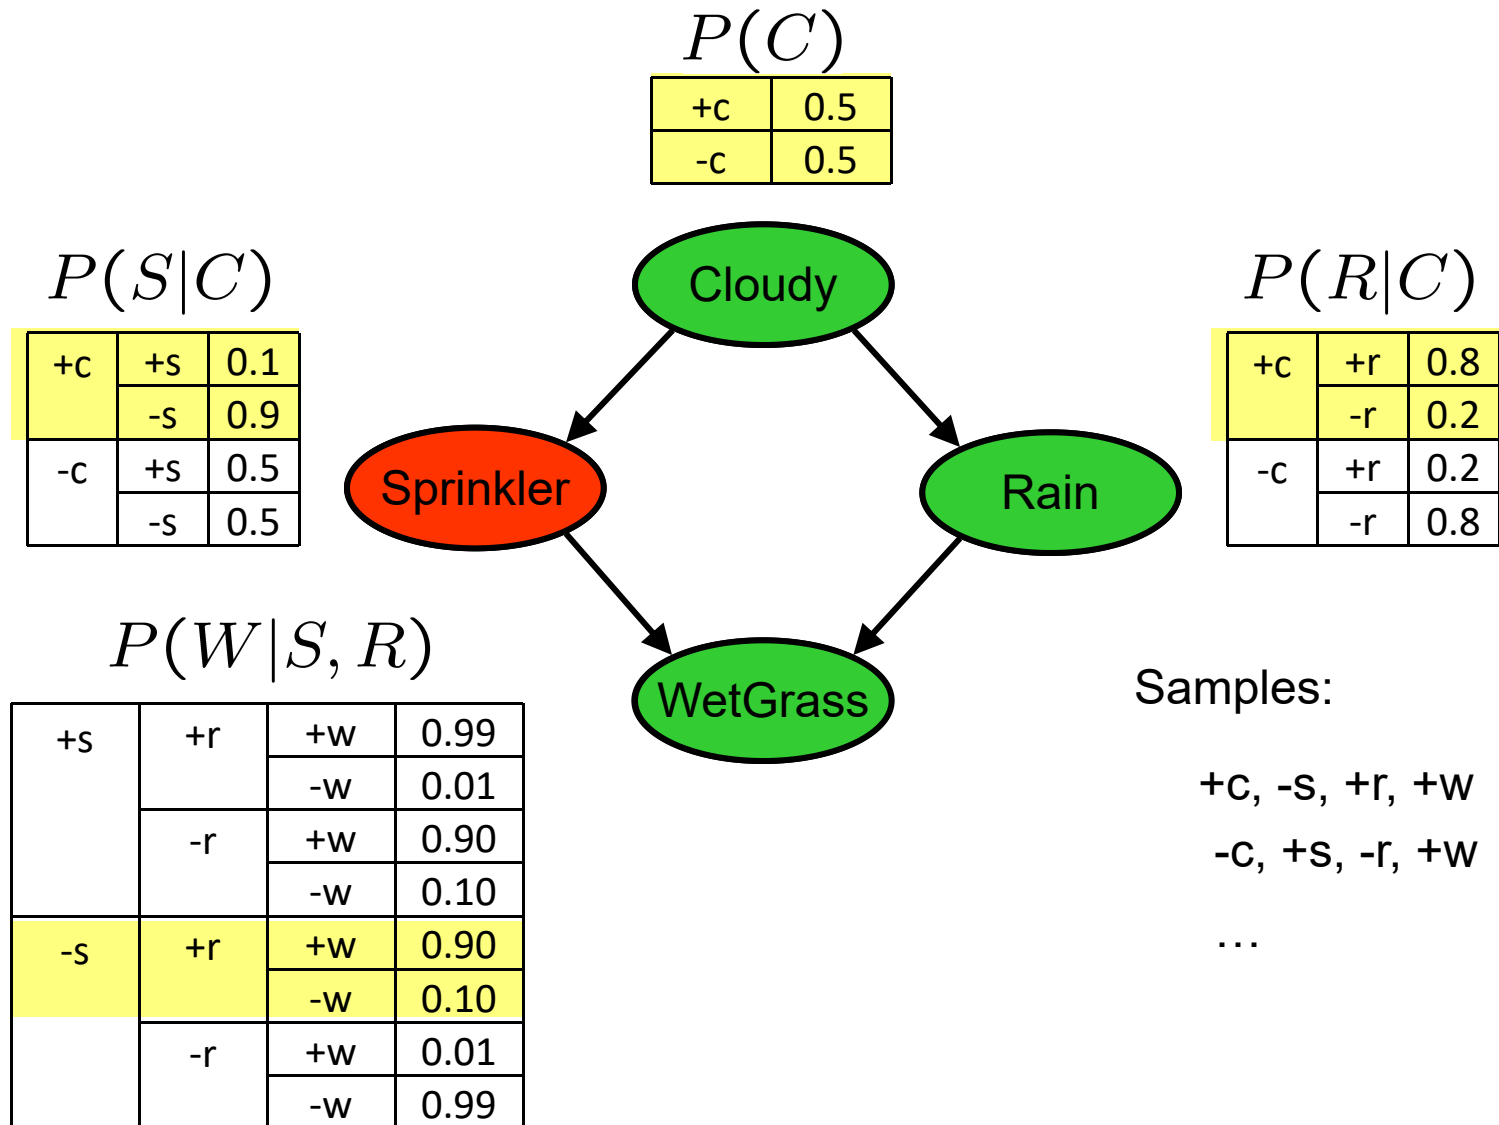 P(C)
+c 0.5
-c 0.5
Cloudy
P(S|C)
+c +s 0.1
-s 0.9
-c +s 0.5
-s 0.5
P(R|C)
+c +r 0.8
-r 0.2
-c +r 0.2
-r 0.8
Sprinkler
Rain
P(W|S, R)
+s +r +w 0.99
-w 0.01
-r +w 0.90
-w 0.10
-s +r +w 0.90
-w 0.10
-r +w 0.01
-w 0.99
WetGrass
Samples:
+c, -s, +r, +w
-c, +s, -r, +w
…